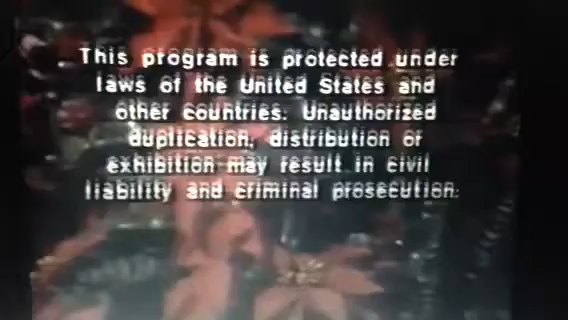 This program is protected under
laws of the United States and
other countries. Unauthorized
duplication, distribution or
exhibition may result in civil
liability and criminal prosecution.